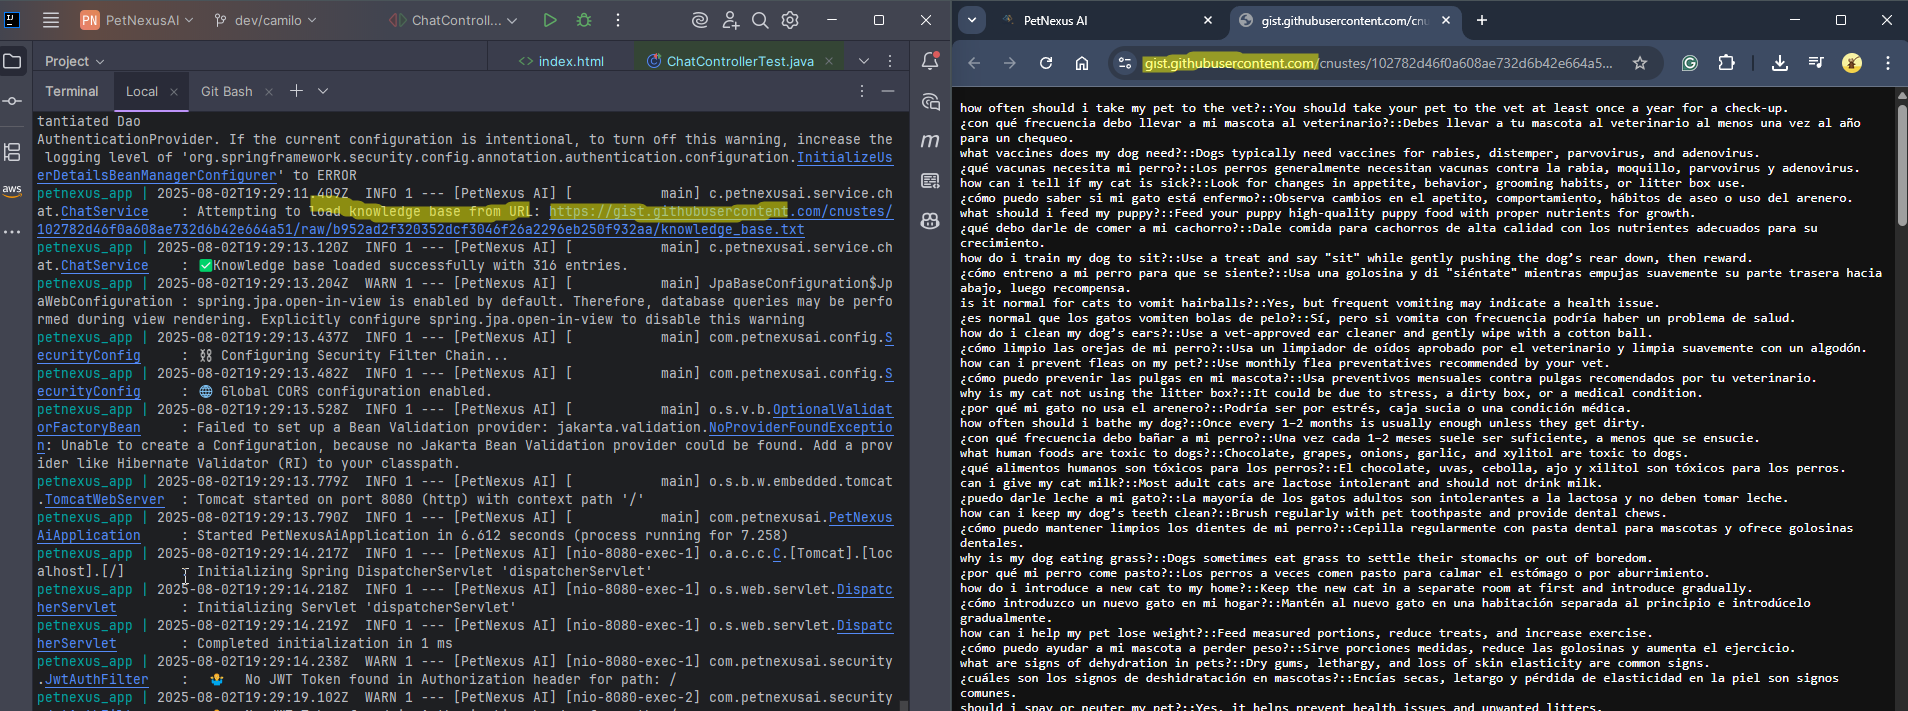 PN PetNexusAI dev/camilo ChatControll...
Project index.html ChatControllerTest.java
Terminal Local Git Bash
tantiated Dao
AuthenticationProvider. If the current configuration is intentional, to turn off this warning, increase the
logging level of 'org.springframework.security.config.annotation.authentication.configuration.InitializeUs
erDetailsBeanManagerConfigurer' to ERROR
petnexus_app | 2025-08-02T19:29:11.409Z INFO 1 --- [PetNexus AI] [ main] c.petnexusai.service.ch
at.ChatService : Attempting to load knowledge base from URL: https://gist.githubusercontent.com/cnustes/
102782d46f0a608ae732d6b42e664a51/raw/b952ad2f320352dcf3046f26a2296eb250f932aa/knowledge_base.txt
petnexus_app | 2025-08-02T19:29:13.120Z INFO 1 --- [PetNexus AI] [ main] c.petnexusai.service.ch
at.ChatService : ✅Knowledge base loaded successfully with 316 entries.
petnexus_app | 2025-08-02T19:29:13.204Z WARN 1 --- [PetNexus AI] [ main] JpaBaseConfiguration$Jp
aWebConfiguration : spring.jpa.open-in-view is enabled by default. Therefore, database queries may be perfo
rmed during view rendering. Explicitly configure spring.jpa.open-in-view to disable this warning
petnexus_app | 2025-08-02T19:29:13.437Z INFO 1 --- [PetNexus AI] [ main] com.petnexusai.config.S
ecurityConfig : ⛓️ Configuring Security Filter Chain...
petnexus_app | 2025-08-02T19:29:13.482Z INFO 1 --- [PetNexus AI] [ main] com.petnexusai.config.S
ecurityConfig : 🌐 Global CORS configuration enabled.
petnexus_app | 2025-08-02T19:29:13.528Z INFO 1 --- [PetNexus AI] [ main] o.s.v.b.OptionalValidat
orFactoryBean : Failed to set up a Bean Validation provider: jakarta.validation.NoProviderFoundExceptio
n: Unable to create a Configuration, because no Jakarta Bean Validation provider could be found. Add a prov
ider like Hibernate Validator (RI) to your classpath.
petnexus_app | 2025-08-02T19:29:13.779Z INFO 1 --- [PetNexus AI] [ main] o.s.b.w.embedded.tomcat
.TomcatWebServer : Tomcat started on port 8080 (http) with context path '/'
petnexus_app | 2025-08-02T19:29:13.790Z INFO 1 --- [PetNexus AI] [ main] com.petnexusai.PetNexus
AiApplication : Started PetNexusAiApplication in 6.612 seconds (process running for 7.258)
petnexus_app | 2025-08-02T19:29:14.217Z INFO 1 --- [PetNexus AI] [nio-8080-exec-1] o.a.c.c.C.[Tomcat].[loc
alhost].[/] : Initializing Spring DispatcherServlet 'dispatcherServlet'
petnexus_app | 2025-08-02T19:29:14.218Z INFO 1 --- [PetNexus AI] [nio-8080-exec-1] o.s.web.servlet.Dispatc
herServlet : Initializing Servlet 'dispatcherServlet'
petnexus_app | 2025-08-02T19:29:14.219Z INFO 1 --- [PetNexus AI] [nio-8080-exec-1] o.s.web.servlet.Dispatc
herServlet : Completed initialization in 1 ms
petnexus_app | 2025-08-02T19:29:14.238Z WARN 1 --- [PetNexus AI] [nio-8080-exec-1] com.petnexusai.security
.JwtAuthFilter : 🤷 No JWT Token found in Authorization header for path: /
petnexus_app | 2025-08-02T19:29:19.102Z WARN 1 --- [PetNexus AI] [nio-8080-exec-2] com.petnexusai.security
aws
m
PetNexus AI gist.githubusercontent.com/cnu
gist.githubusercontent.com/cnustes/102782d46f0a608ae732d6b42e664a5...
how often should i take my pet to the vet?::You should take your pet to the vet at least once a year for a check-up.
¿con qué frecuencia debo llevar a mi mascota al veterinario?::Debes llevar a tu mascota al veterinario al menos una vez al año
para un chequeo.
what vaccines does my dog need?::Dogs typically need vaccines for rabies, distemper, parvovirus, and adenovirus.
¿qué vacunas necesita mi perro?::Los perros generalmente necesitan vacunas contra la rabia, moquillo, parvovirus y adenovirus.
how can i tell if my cat is sick?::Look for changes in appetite, behavior, grooming habits, or litter box use.
¿cómo puedo saber si mi gato está enfermo?::Observa cambios en el apetito, comportamiento, hábitos de aseo o uso del arenero.
what should i feed my puppy?::Feed your puppy high-quality puppy food with proper nutrients for growth.
¿qué debo darle de comer a mi cachorro?::Dale comida para cachorros de alta calidad con los nutrientes adecuados para su
crecimiento.
how do i train my dog to sit?::Use a treat and say "sit" while gently pushing the dog’s rear down, then reward.
¿cómo entreno a mi perro para que se siente?::Usa una golosina y di "siéntate" mientras empujas suavemente su parte trasera hacia
abajo, luego recompensa.
is it normal for cats to vomit hairballs?::Yes, but frequent vomiting may indicate a health issue.
¿es normal que los gatos vomiten bolas de pelo?::Sí, pero si vomita con frecuencia podría haber un problema de salud.
how do i clean my dog’s ears?::Use a vet-approved ear cleaner and gently wipe with a cotton ball.
¿cómo limpio las orejas de mi perro?::Usa un limpiador de oídos aprobado por el veterinario y limpia suavemente con un algodón.
how can i prevent fleas on my pet?::Use monthly flea preventatives recommended by your vet.
¿cómo puedo prevenir las pulgas en mi mascota?::Usa preventivos mensuales contra pulgas recomendados por tu veterinario.
why is my cat not using the litter box?::It could be due to stress, a dirty box, or a medical condition.
¿por qué mi gato no usa el arenero?::Podría ser por estrés, caja sucia o una condición médica.
how often should i bathe my dog?::Once every 1–2 months is usually enough unless they get dirty.
¿con qué frecuencia debo bañar a mi perro?::Una vez cada 1–2 meses suele ser suficiente, a menos que se ensucie.
what human foods are toxic to dogs?::Chocolate, grapes, onions, garlic, and xylitol are toxic to dogs.
¿qué alimentos humanos son tóxicos para los perros?::El chocolate, uvas, cebolla, ajo y xilitol son tóxicos para los perros.
can i give my cat milk?::Most adult cats are lactose intolerant and should not drink milk.
¿puedo darle leche a mi gato?::La mayoría de los gatos adultos son intolerantes a la lactosa y no deben tomar leche.
how can i keep my dog’s teeth clean?::Brush regularly with pet toothpaste and provide dental chews.
¿cómo puedo mantener limpios los dientes de mi perro?::Cepilla regularmente con pasta dental para mascotas y ofrece golosinas
dentales.
why is my dog eating grass?::Dogs sometimes eat grass to settle their stomachs or out of boredom.
¿por qué mi perro come pasto?::Los perros a veces comen pasto para calmar el estómago o por aburrimiento.
how do i introduce a new cat to my home?::Keep the new cat in a separate room at first and introduce gradually.
¿cómo introduzco un nuevo gato en mi hogar?::Mantén al nuevo gato en una habitación separada al principio e introdúcelo
gradualmente.
how can i help my pet lose weight?::Feed measured portions, reduce treats, and increase exercise.
¿cómo puedo ayudar a mi mascota a perder peso?::Sirve porciones medidas, reduce las golosinas y aumenta el ejercicio.
what are signs of dehydration in pets?::Dry gums, lethargy, and loss of skin elasticity are common signs.
¿cuáles son los signos de deshidratación en mascotas?::Encías secas, letargo y pérdida de elasticidad en la piel son signos
comunes.
should i spay or neuter my pet?::Yes, it helps prevent health issues and unwanted litters.